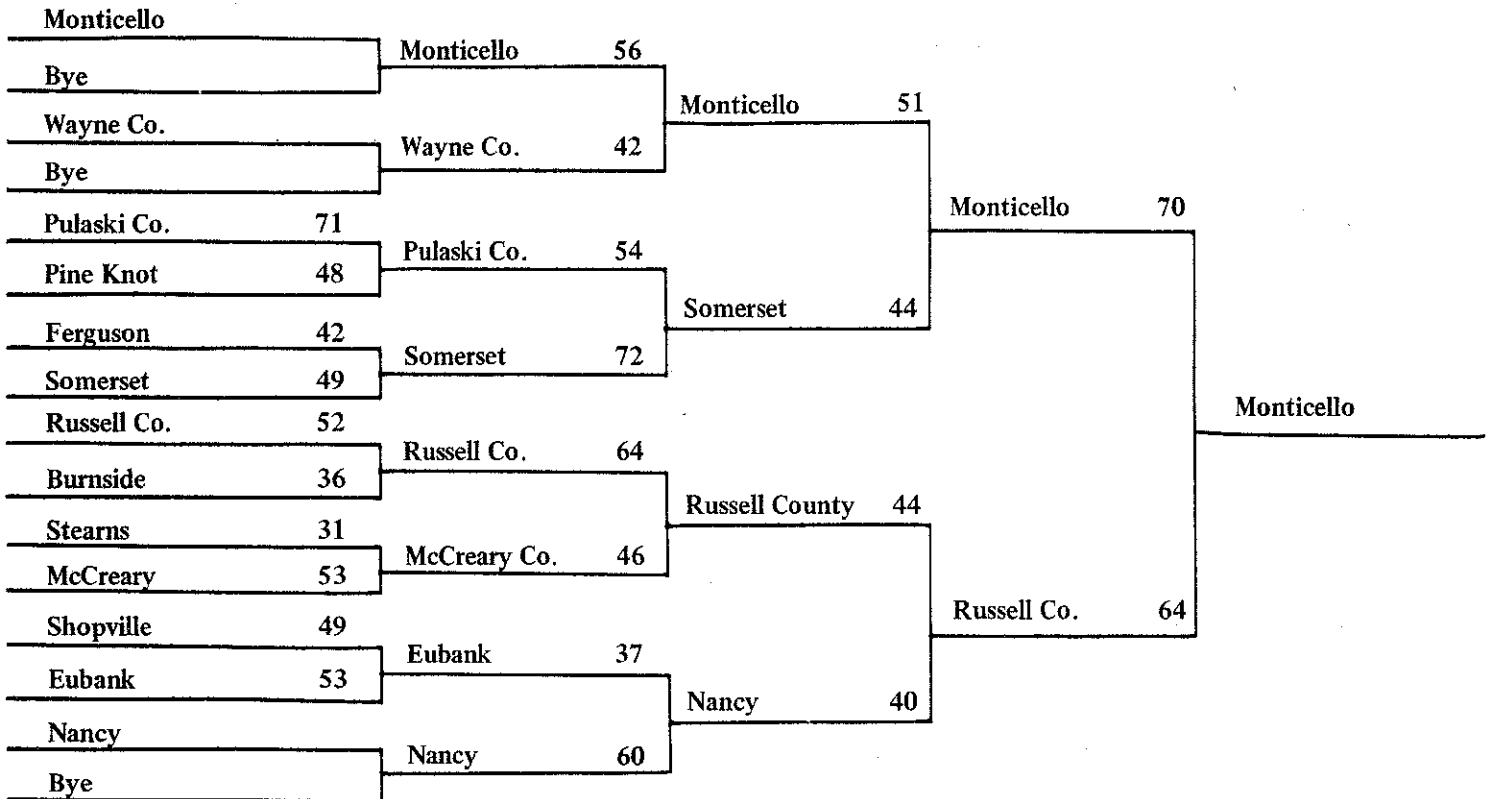 Monticello
Bye
Wayne Co.
Bye
Pulaski Co. 71
Pine Knot 48
Ferguson 42
Somerset 49
Russell Co. 52
Burnside 36
Stearns 31
McCreary 53
Shopville 49
Eubank 53
Nancy
Bye
Monticello 56
Wayne Co. 42
Pulaski Co. 54
Somerset 72
Russell Co. 64
McCreary Co. 46
Eubank 37
Nancy 60
Monticello 51
Somerset 44
Russell County 44
Nancy 40
Monticello 70
Russell Co. 64
Monticello